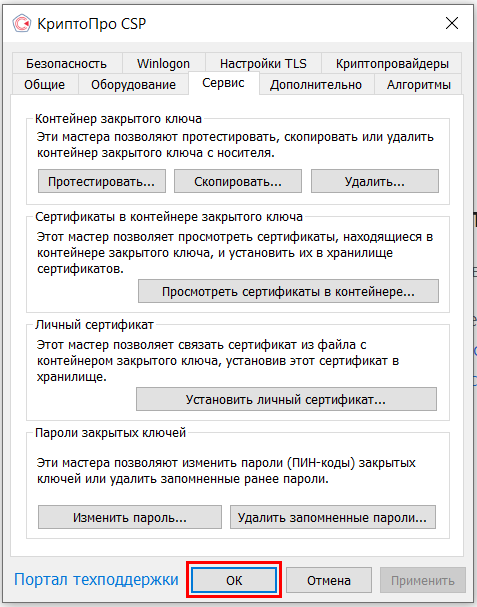 КриптоПро CSP
Безопасность Winlogon Настройки TLS Криптопровайдеры
Общие Оборудование Сервис Дополнительно Алгоритмы
Контейнер закрытого ключа
Эти мастера позволяют протестировать, скопировать или удалить
контейнер закрытого ключа с носителя.
Протестировать... Скопировать... Удалить...
Сертификаты в контейнере закрытого ключа
Этот мастер позволяет просмотреть сертификаты, находящиеся в
контейнере закрытого ключа, и установить их в хранилище
сертификатов.
Просмотреть сертификаты в контейнере...
Личный сертификат
Этот мастер позволяет связать сертификат из файла с
контейнером закрытого ключа, установив этот сертификат в
хранилище.
Установить личный сертификат...
Пароли закрытых ключей
Эти мастера позволяют изменить пароли (ПИН-коды) закрытых
ключей или удалить запомненные ранее пароли.
Изменить пароль... Удалить запомненные пароли...
Портал техподдержки ОК Отмена Применить